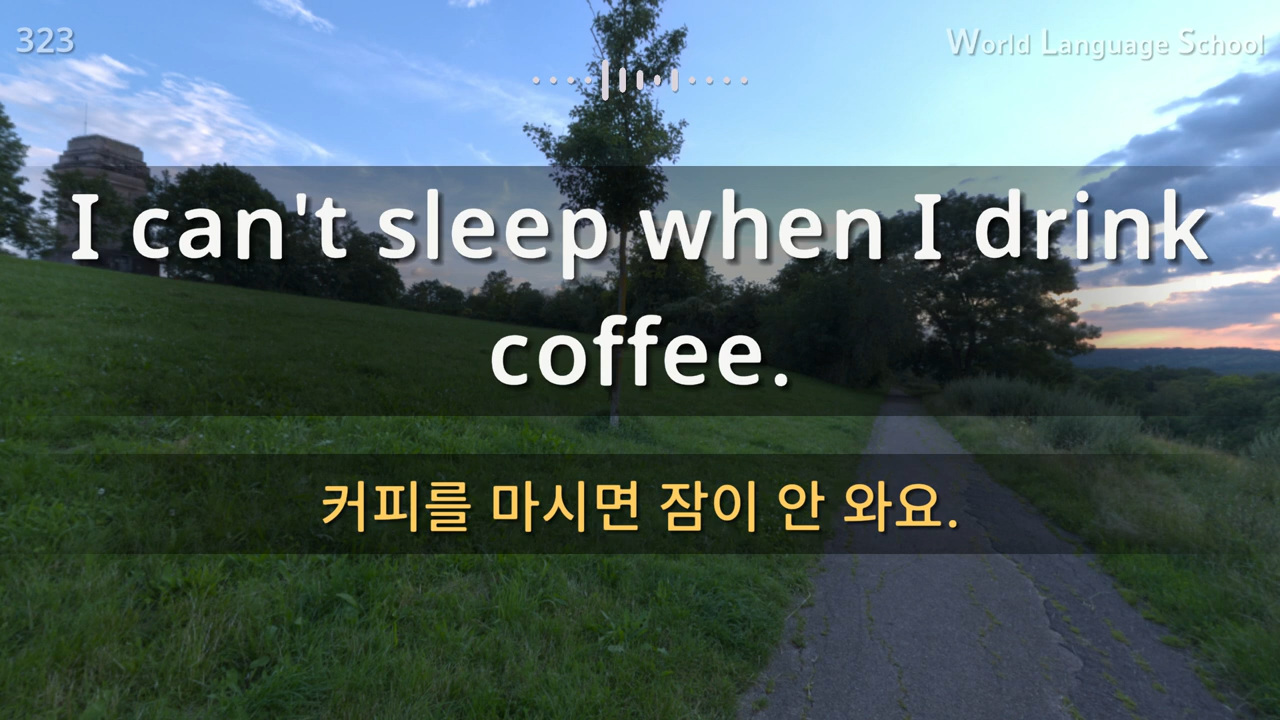 323
World Language School
I can't sleep when I drink
coffee.
커피를 마시면 잠이 안 와요.